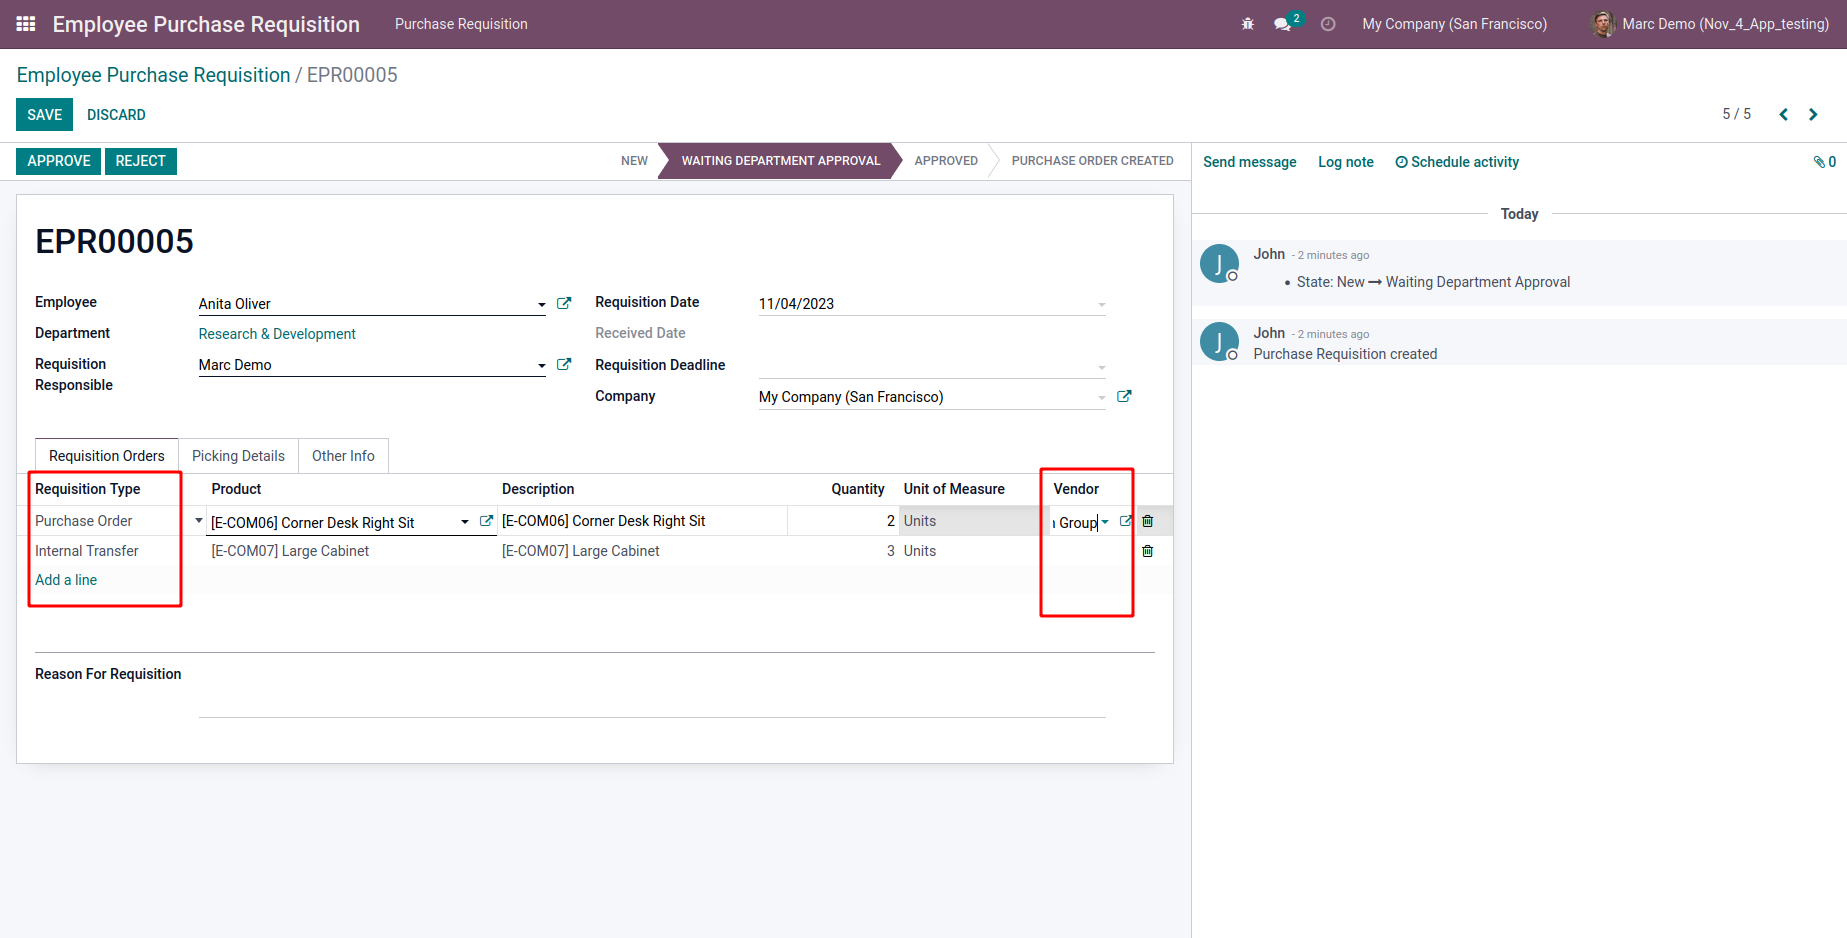 Employee Purchase Requisition Purchase Requisition 2 My Company (San Francisco) Marc Demo (Nov_4_App_testing)
Employee Purchase Requisition / EPR00005
SAVE DISCARD 5 / 5
APPROVE REJECT NEW WAITING DEPARTMENT APPROVAL APPROVED PURCHASE ORDER CREATED
Send message Log note Schedule activity 0
EPR00005
Employee Anita Oliver Requisition Date 11/04/2023
Department Research & Development Received Date
Requisition Responsible Marc Demo Requisition Deadline
Company My Company (San Francisco)
Requisition Orders Picking Details Other Info
Requisition Type Product Description Quantity Unit of Measure Vendor
Purchase Order [E-COM06] Corner Desk Right Sit [E-COM06] Corner Desk Right Sit 2 Units Group
Internal Transfer [E-COM07] Large Cabinet [E-COM07] Large Cabinet 3 Units
Add a line
Reason For Requisition
Today
J John - 2 minutes ago
• State: New → Waiting Department Approval
J John - 2 minutes ago
Purchase Requisition created